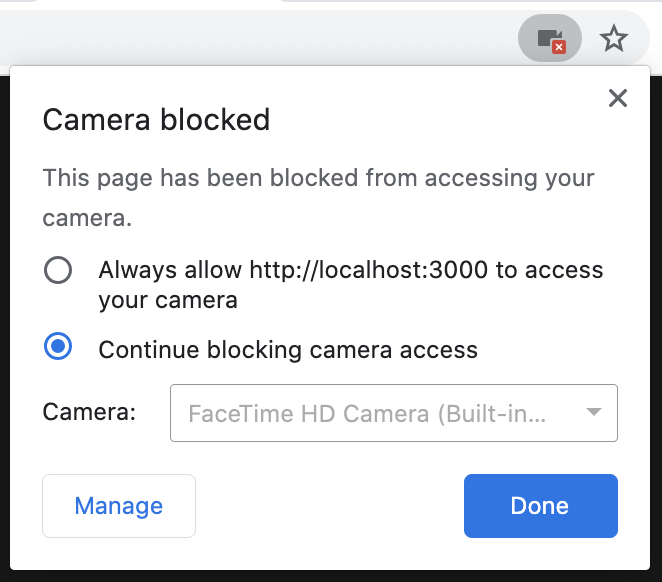 Camera blocked
This page has been blocked from accessing your
camera.
Always allow http://localhost:3000 to access
your camera
Continue blocking camera access
Camera: FaceTime HD Camera (Built-in...
Manage Done